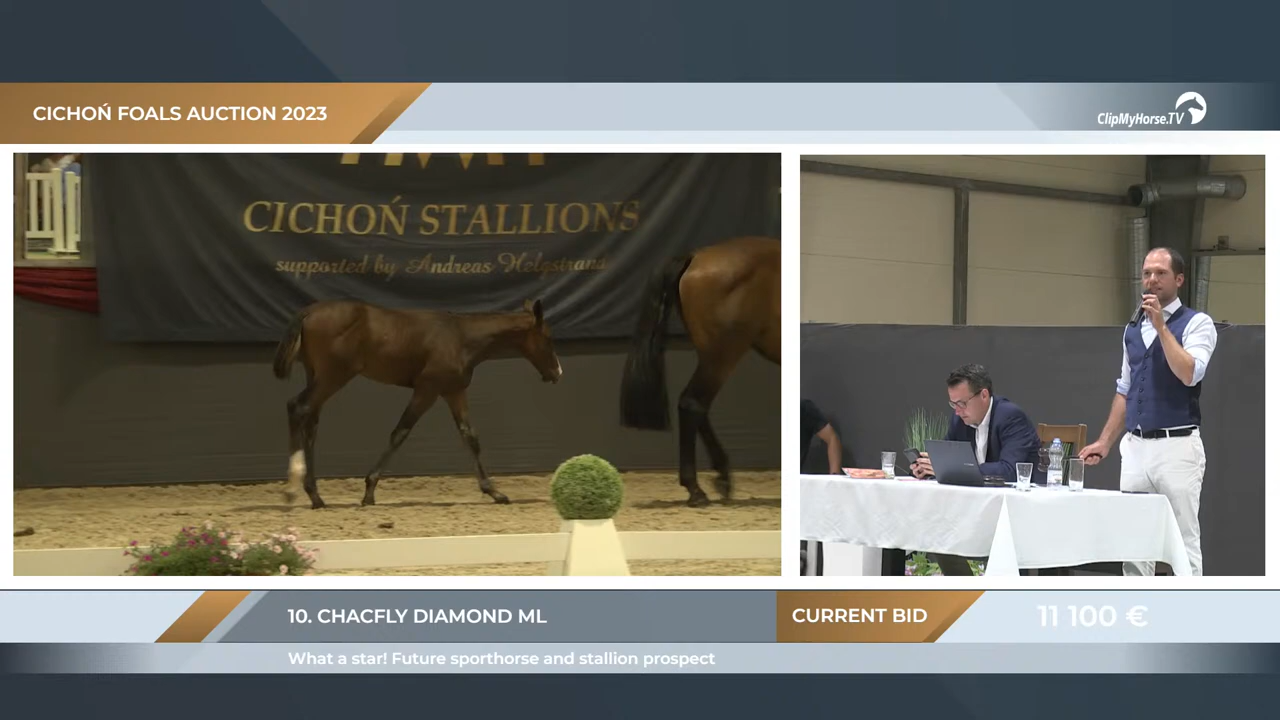 CICHOŃ FOALS AUCTION 2023
ClipMyHorse.TV
CICHOŃ STALLIONS
supported by Andreas Helgstrand
10. CHACFLY DIAMOND ML
CURRENT BID
11 100 €
What a star! Future sporthorse and stallion prospect